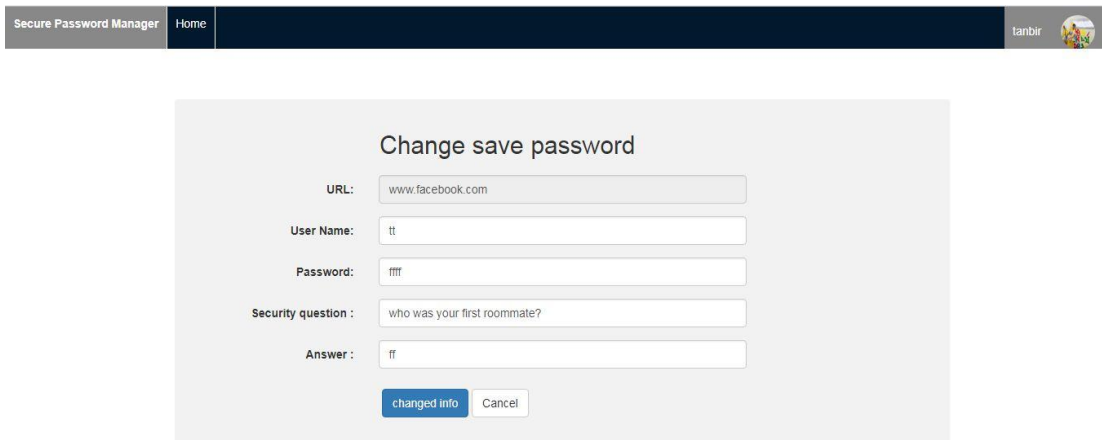 Secure Password Manager Home tanbir
Change save password
URL: www.facebook.com
User Name: tt
Password: ffff
Security question : who was your first roommate?
Answer : ff
changed info Cancel